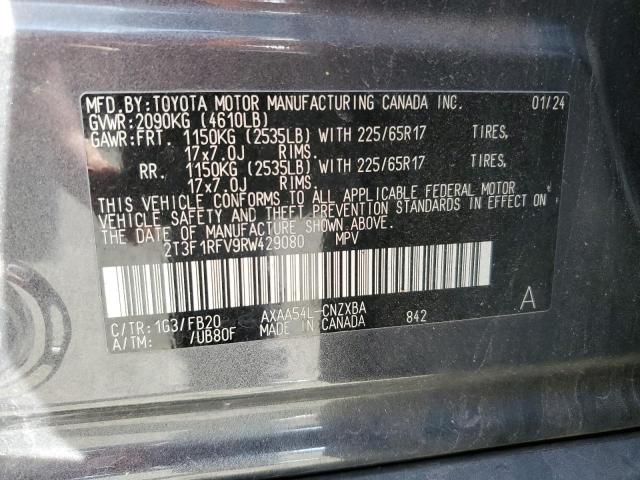 MFD.BY:TOYOTA MOTOR MANUFACTURING CANADA INC. 01/24
GVWR:2090KG (4610LB)
GAWR:FRT. 1150KG (2535LB) WITH 225/65R17 TIRES,
17x7.0J RIMS.
RR. 1150KG (2535LB) WITH 225/65R17 TIRES,
17x7.0J RIMS.
THIS VEHICLE CONFORMS TO ALL APPLICABLE FEDERAL MOTOR
VEHICLE SAFETY AND THEFT PREVENTION STANDARDS IN EFFECT ON
THE DATE OF MANUFACTURE SHOWN ABOVE.
2T3F1RFV9RW429080 MPV
A
C/TR:1G3/FB20 AXAA54L-CNZXBA 842
A/TM: /UB80F MADE IN CANADA